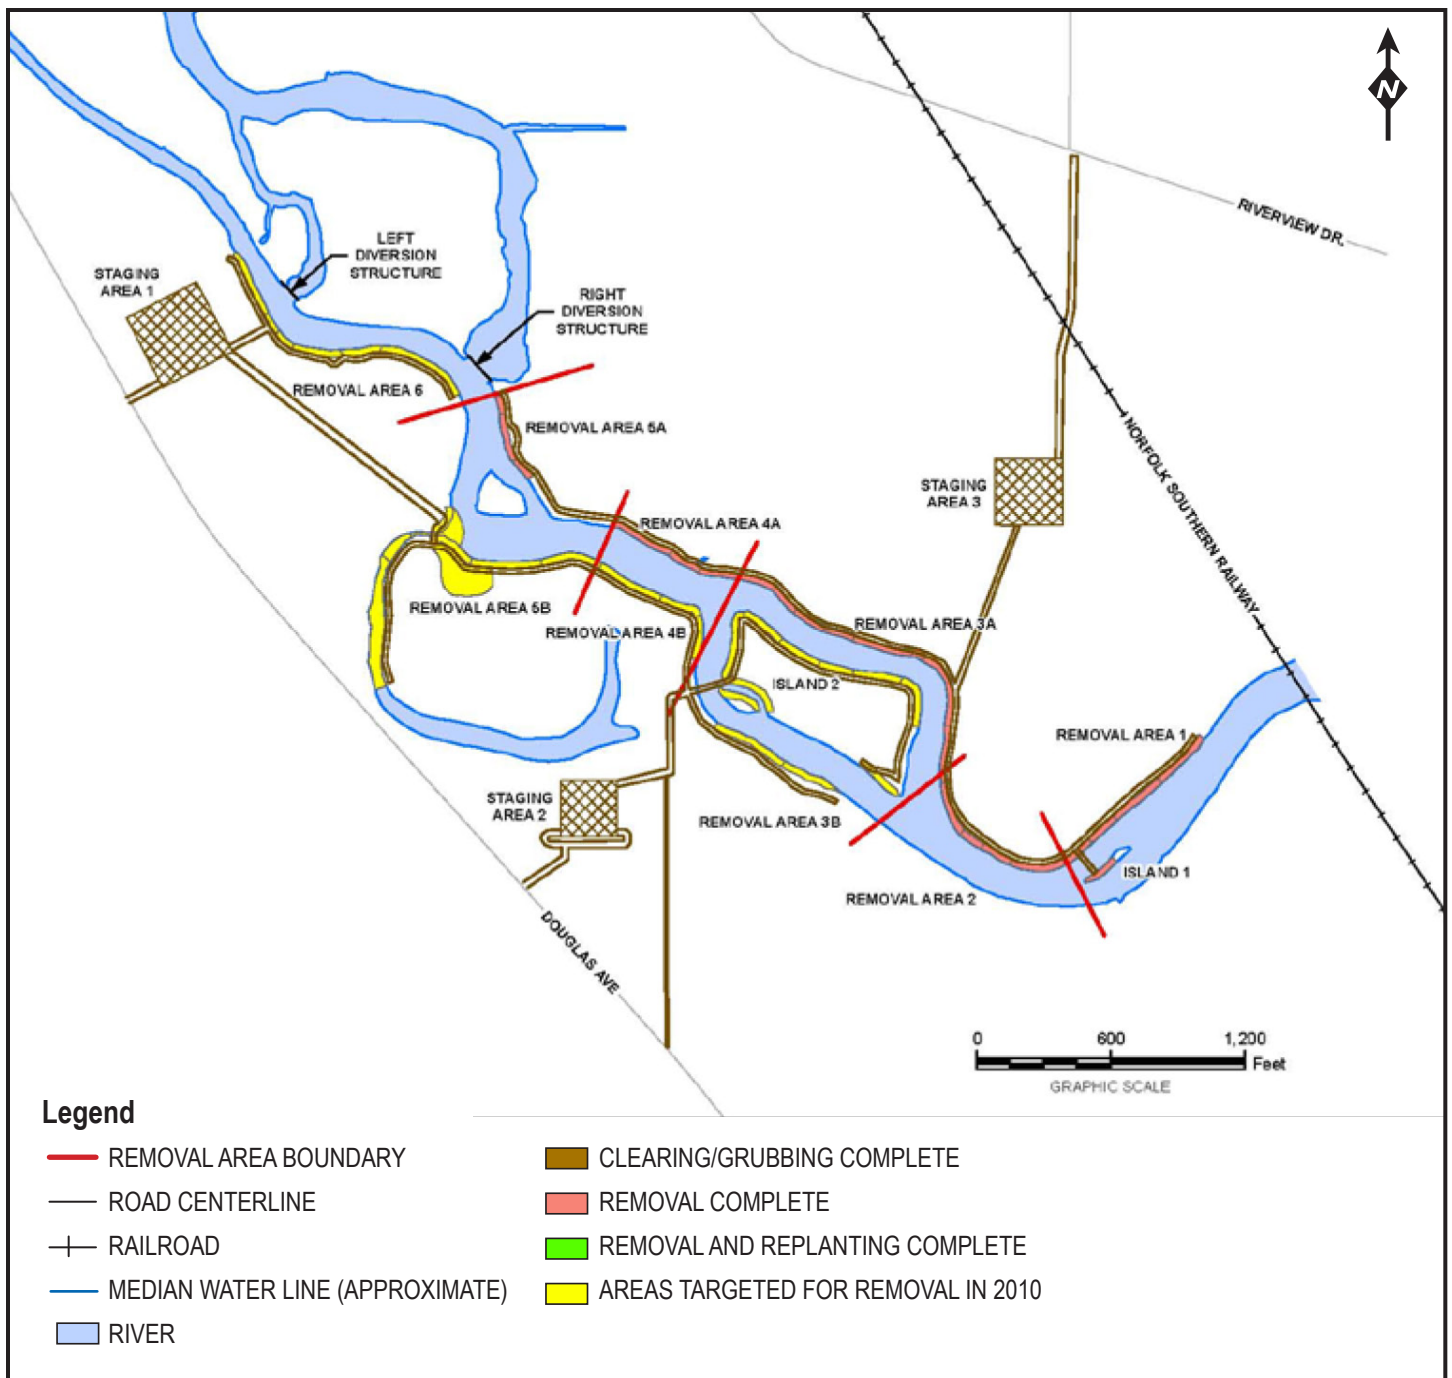 N
RIVERVIEW DR.
LEFT
DIVERSION
STRUCTURE
STAGING
AREA 1
RIGHT
DIVERSION
STRUCTURE
REMOVAL AREA 6
REMOVAL AREA 5A
NORFOLK SOUTHERN RAILWAY
STAGING
AREA 3
REMOVAL AREA 4A
REMOVAL AREA 5B
REMOVAL AREA 4B
REMOVAL AREA 3A
ISLAND 2
REMOVAL AREA 1
STAGING
AREA 2
REMOVAL AREA 3B
ISLAND 1
REMOVAL AREA 2
DOUGLAS AVE
0 600 1,200
Feet
GRAPHIC SCALE
Legend
REMOVAL AREA BOUNDARY
ROAD CENTERLINE
RAILROAD
MEDIAN WATER LINE (APPROXIMATE)
RIVER
CLEARING/GRUBBING COMPLETE
REMOVAL COMPLETE
REMOVAL AND REPLANTING COMPLETE
AREAS TARGETED FOR REMOVAL IN 2010